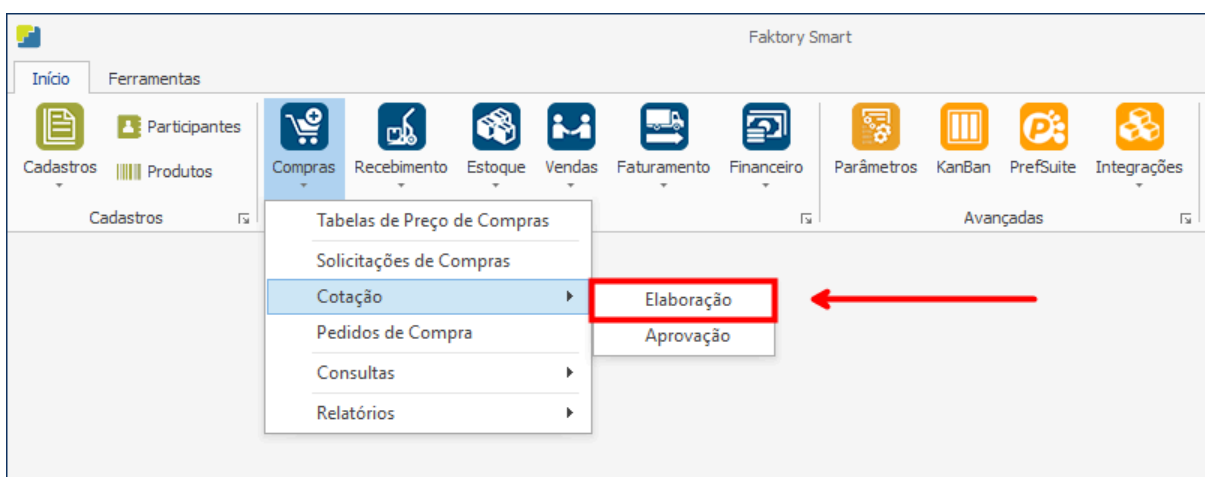 Faktory Smart
Início Ferramentas
Cadastros
Participantes
Produtos
Compras Recebimento Estoque Vendas Faturamento Financeiro
Parâmetros KanBan PrefSuite Integrações
Cadastros
Avançadas
Tabelas de Preço de Compras
Solicitações de Compras
Cotação
Pedidos de Compra
Consultas
Relatórios
Elaboração
Aprovação